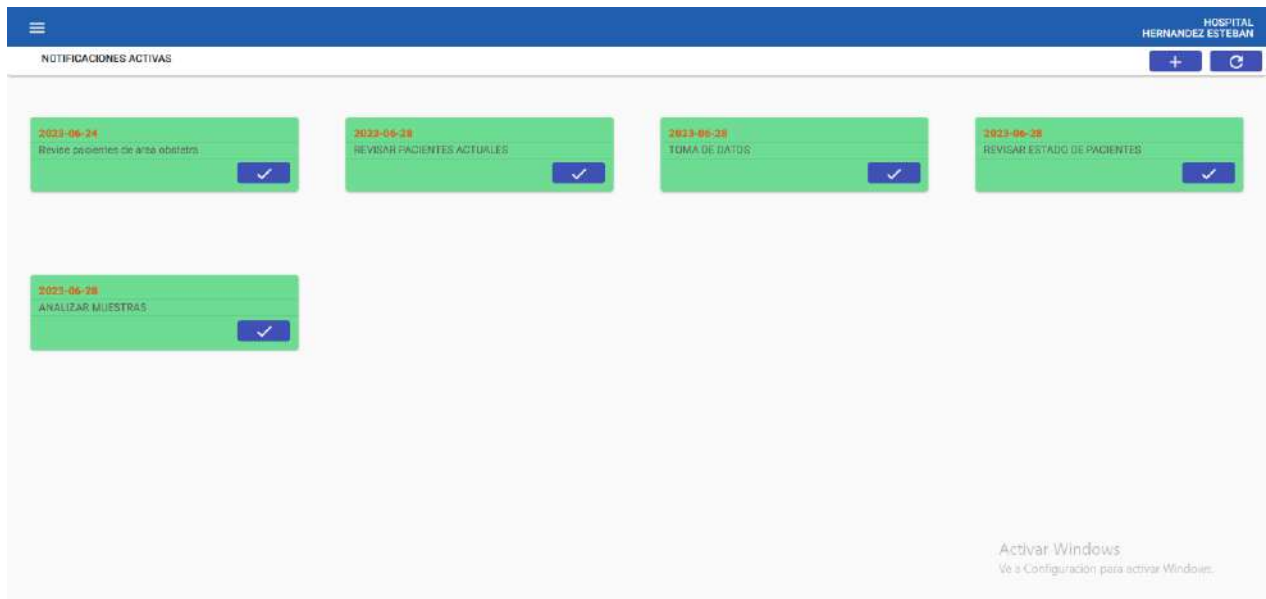 HOSPITAL
HERNANDEZ ESTEBAN
NOTIFICACIONES ACTIVAS
2023-06-24
Revise pacientes de area obstetra
2023-06-28
REVISAR PACIENTES ACTUALES
2023-06-28
TOMA DE DATOS
2023-06-28
REVISAR ESTADO DE PACIENTES
2023-06-28
ANALIZAR MUESTRAS
Activar Windows
Ve a Configuración para activar Windows.